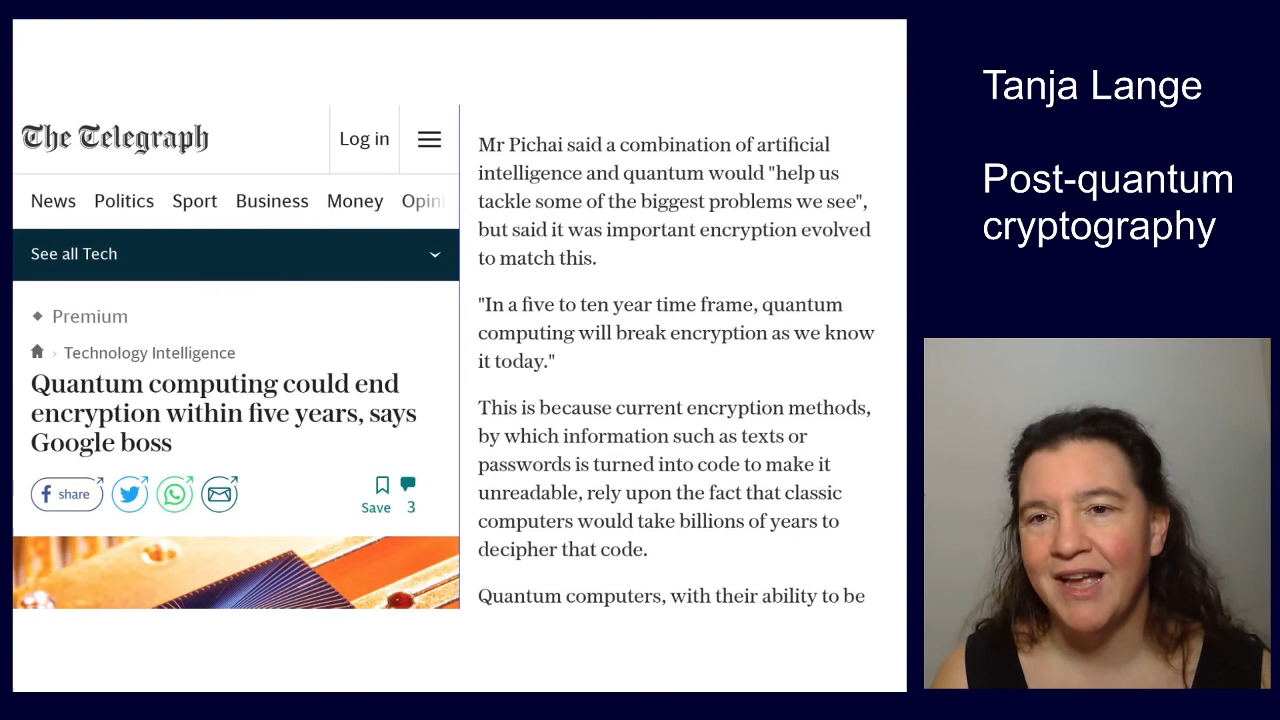 The Telegraph
Log in
News Politics Sport Business Money Opini
See all Tech
Premium
Technology Intelligence
Quantum computing could end
encryption within five years, says
Google boss
share
Save 3
Mr Pichai said a combination of artificial
intelligence and quantum would "help us
tackle some of the biggest problems we see",
but said it was important encryption evolved
to match this.
"In a five to ten year time frame, quantum
computing will break encryption as we know
it today."
This is because current encryption methods,
by which information such as texts or
passwords is turned into code to make it
unreadable, rely upon the fact that classic
computers would take billions of years to
decipher that code.
Quantum computers, with their ability to be
Tanja Lange
Post-quantum
cryptography